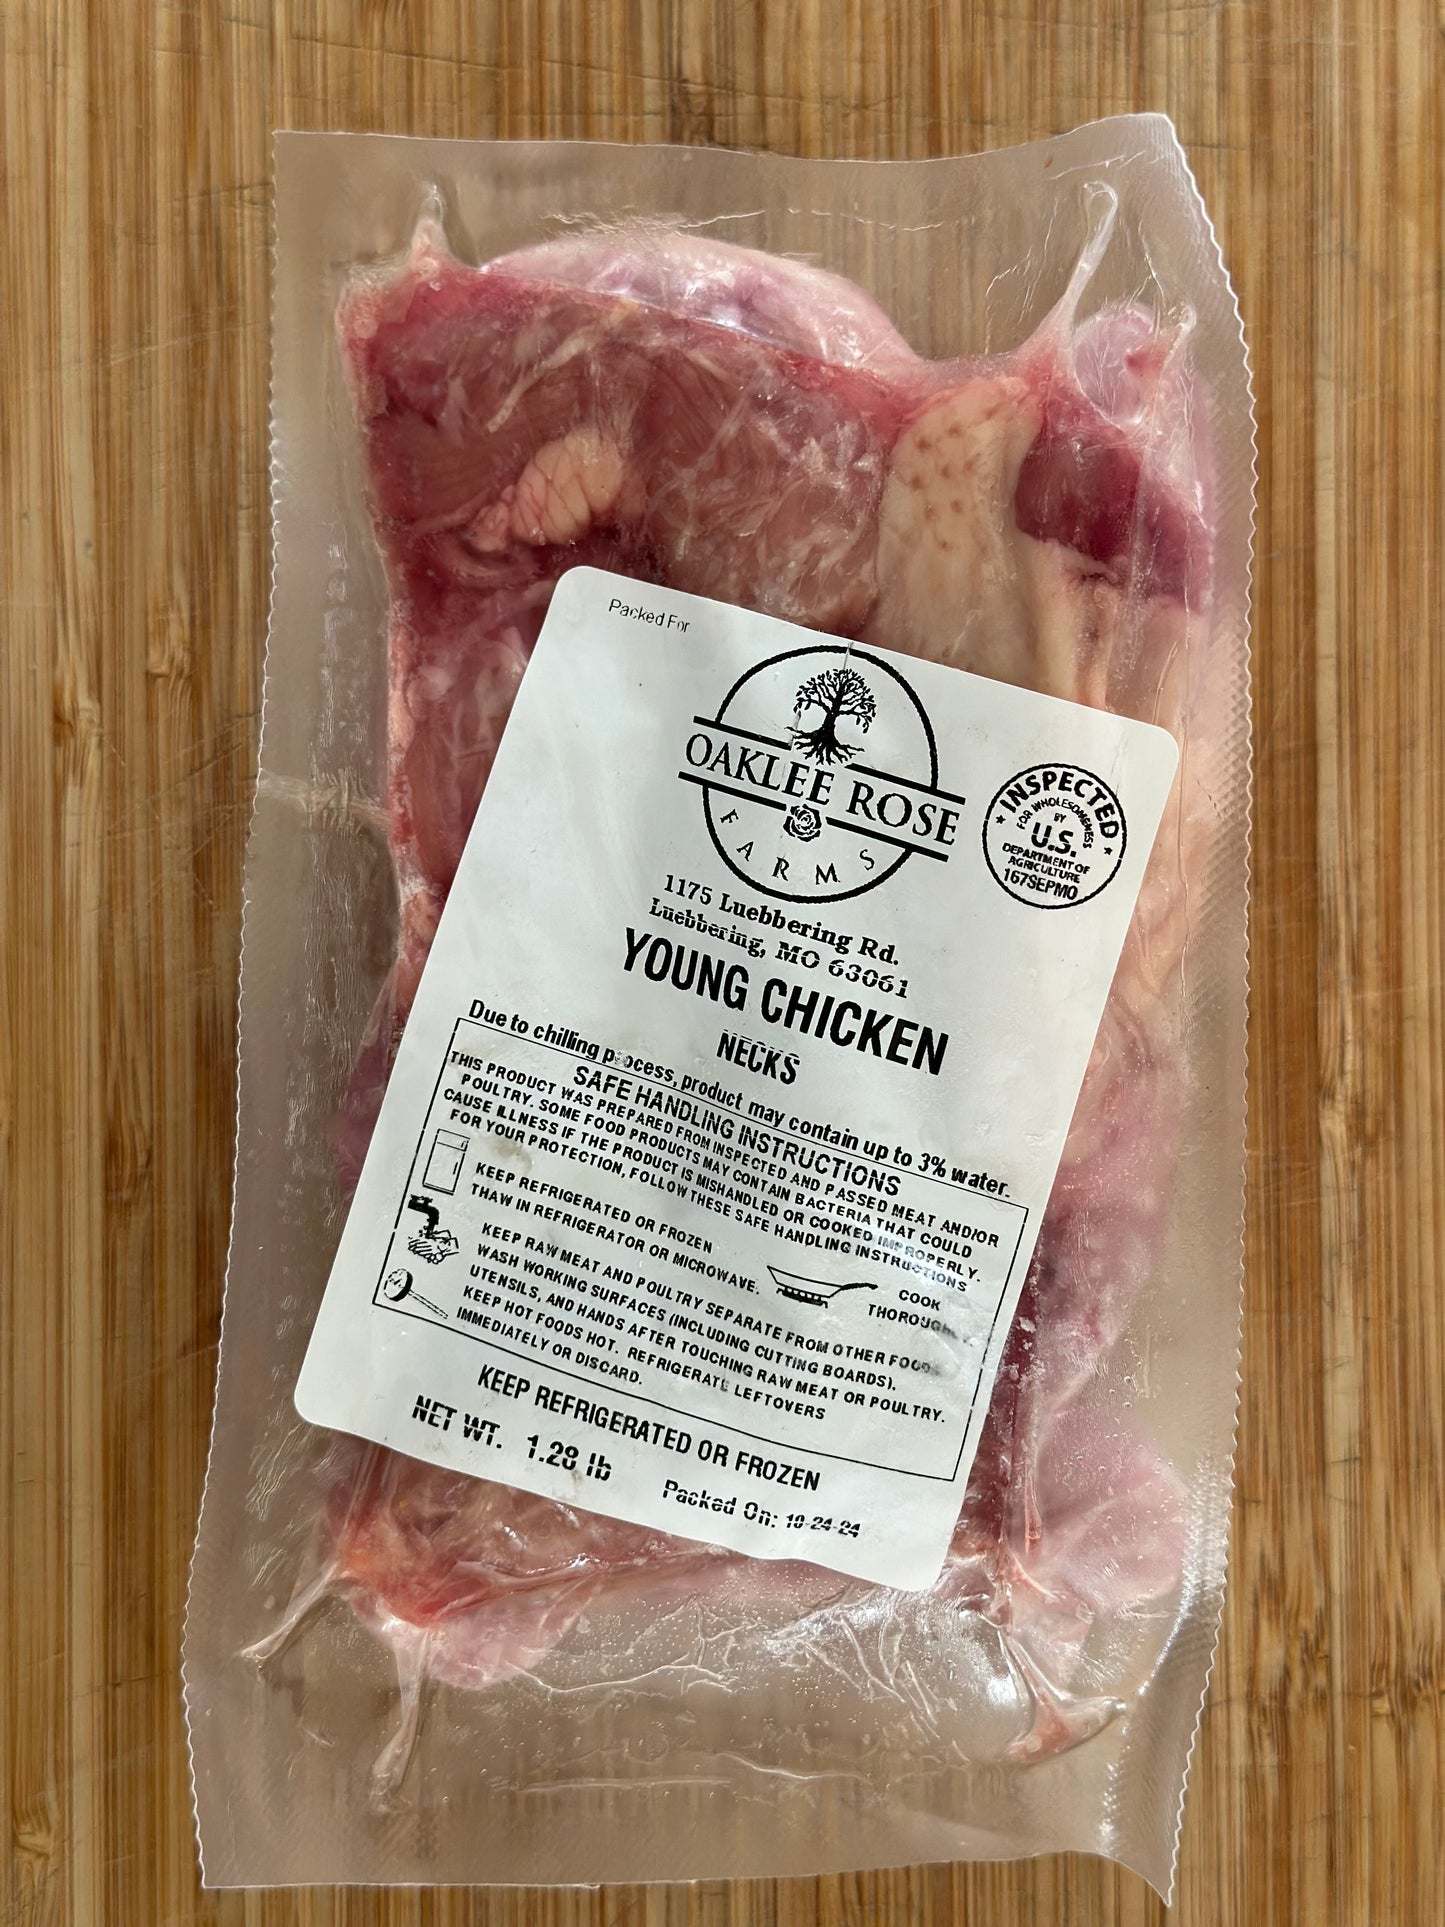 Packed For
OAKLEE ROSE
FARMS
INSPECTED
FOR WHOLESOMENESS
BY
U.S.
DEPARTMENT OF
AGRICULTURE
167SEPMO
1175 Luebbering Rd.
Luebbering, MO 63061
YOUNG CHICKEN
NECKS
Due to chilling process, product may contain up to 3% water.
SAFE HANDLING INSTRUCTIONS
THIS PRODUCT WAS PREPARED FROM INSPECTED AND PASSED MEAT AND/OR
POULTRY. SOME FOOD PRODUCTS MAY CONTAIN BACTERIA THAT COULD
CAUSE ILLNESS IF THE PRODUCT IS MISHANDLED OR COOKED IMPROPERLY.
FOR YOUR PROTECTION, FOLLOW THESE SAFE HANDLING INSTRUCTIONS
KEEP REFRIGERATED OR FROZEN
THAW IN REFRIGERATOR OR MICROWAVE.
COOK
THOROUGHLY.
KEEP RAW MEAT AND POULTRY SEPARATE FROM OTHER FOODS.
WASH WORKING SURFACES (INCLUDING CUTTING BOARDS),
UTENSILS, AND HANDS AFTER TOUCHING RAW MEAT OR POULTRY.
KEEP HOT FOODS HOT. REFRIGERATE LEFTOVERS
IMMEDIATELY OR DISCARD.
KEEP REFRIGERATED OR FROZEN
NET WT. 1.28 lb
Packed On: 10-24-24